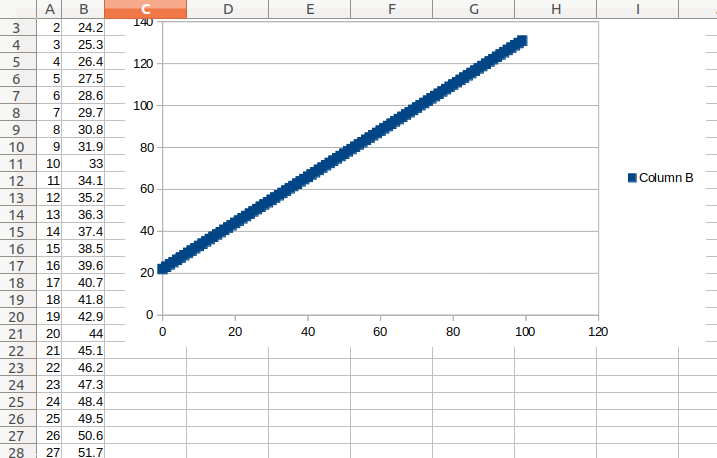 A B C D E F G H I
3 2 24.2
4 3 25.3
5 4 26.4
6 5 27.5
7 6 28.6
8 7 29.7
9 8 30.8
10 9 31.9
11 10 33
12 11 34.1
13 12 35.2
14 13 36.3
15 14 37.4
16 15 38.5
17 16 39.6
18 17 40.7
19 18 41.8
20 19 42.9
21 20 44
22 21 45.1
23 22 46.2
24 23 47.3
25 24 48.4
26 25 49.5
27 26 50.6
28 27 51.7
140
120
100
80
60
40
20
0
0 20 40 60 80 100 120
Column B